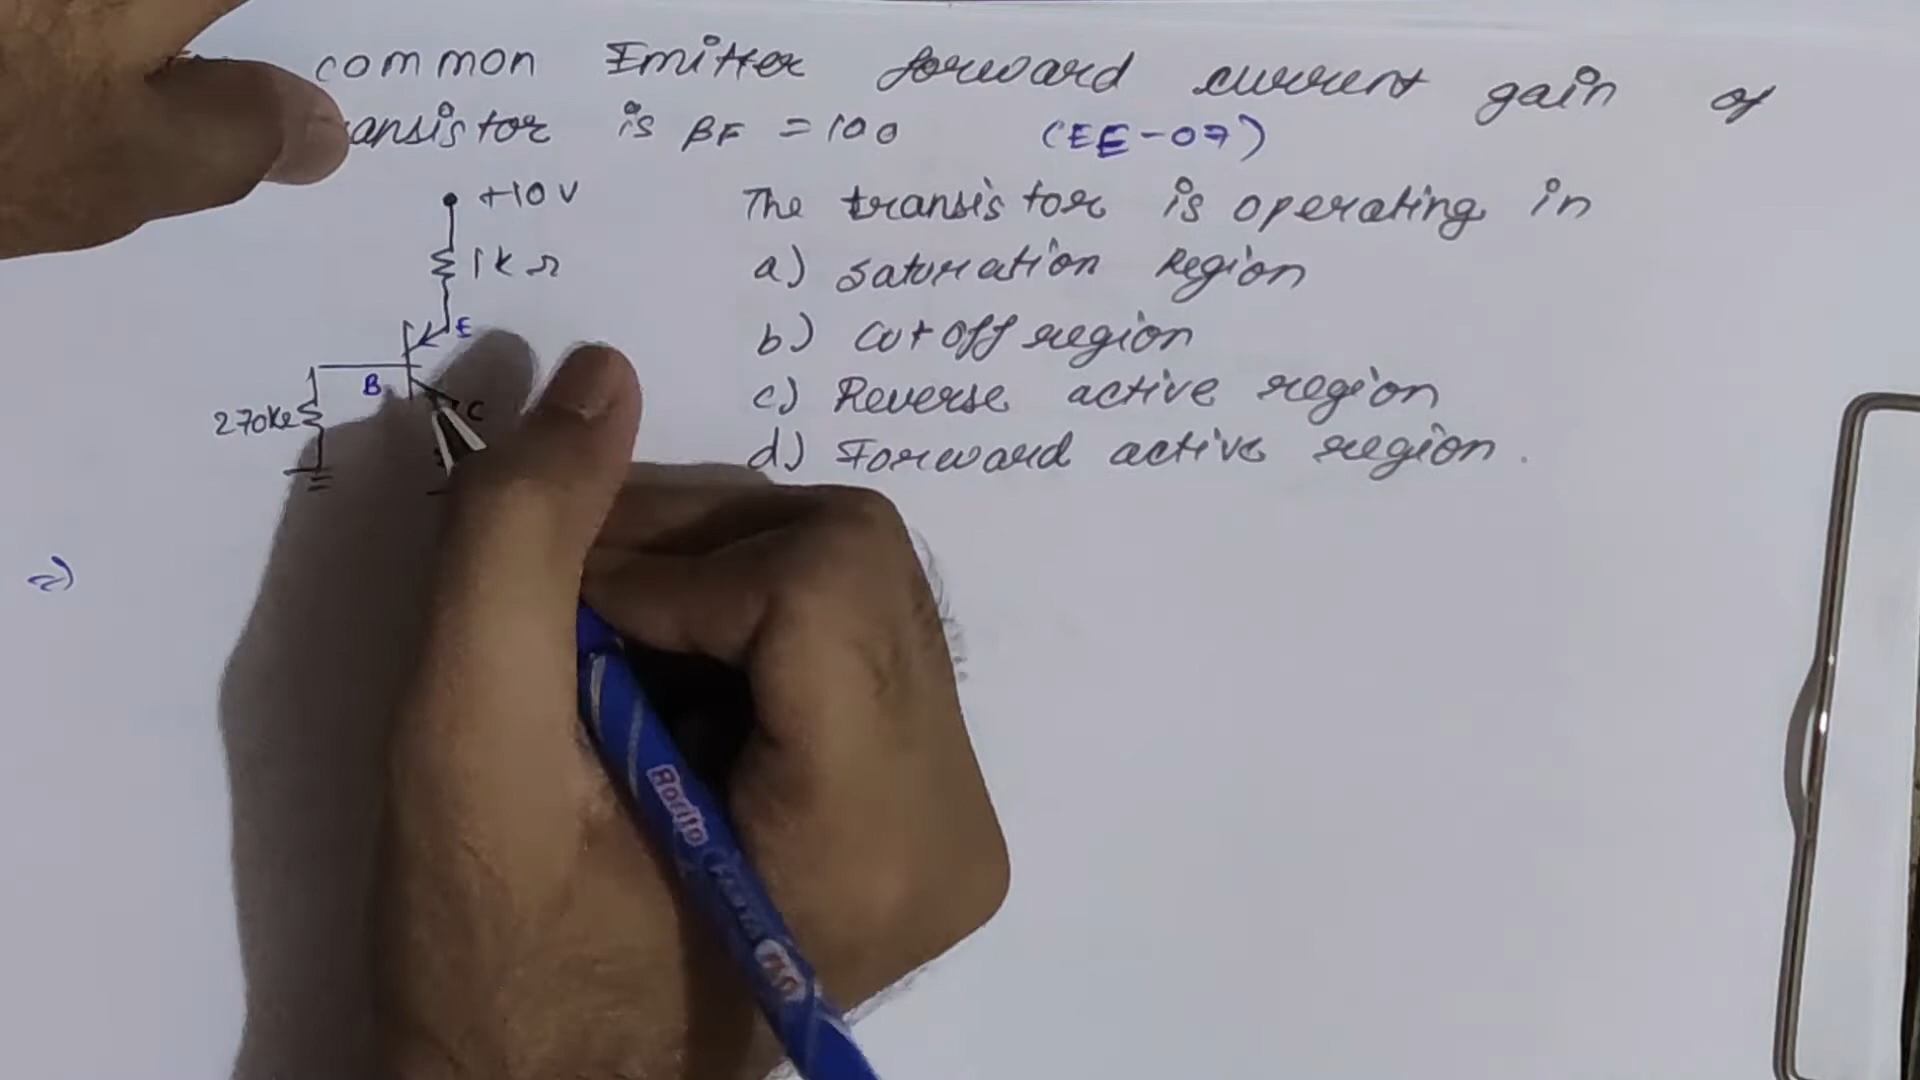 common Emitter forward current gain of
ansistor is βF = 100 (EE-07)
+10V
1KΩ
E
B
C
270KΩ
The transistor is operating in
a) saturation Region
b) cut off region
c) Reverse active region
d) Forward active region.
=)
Rorito